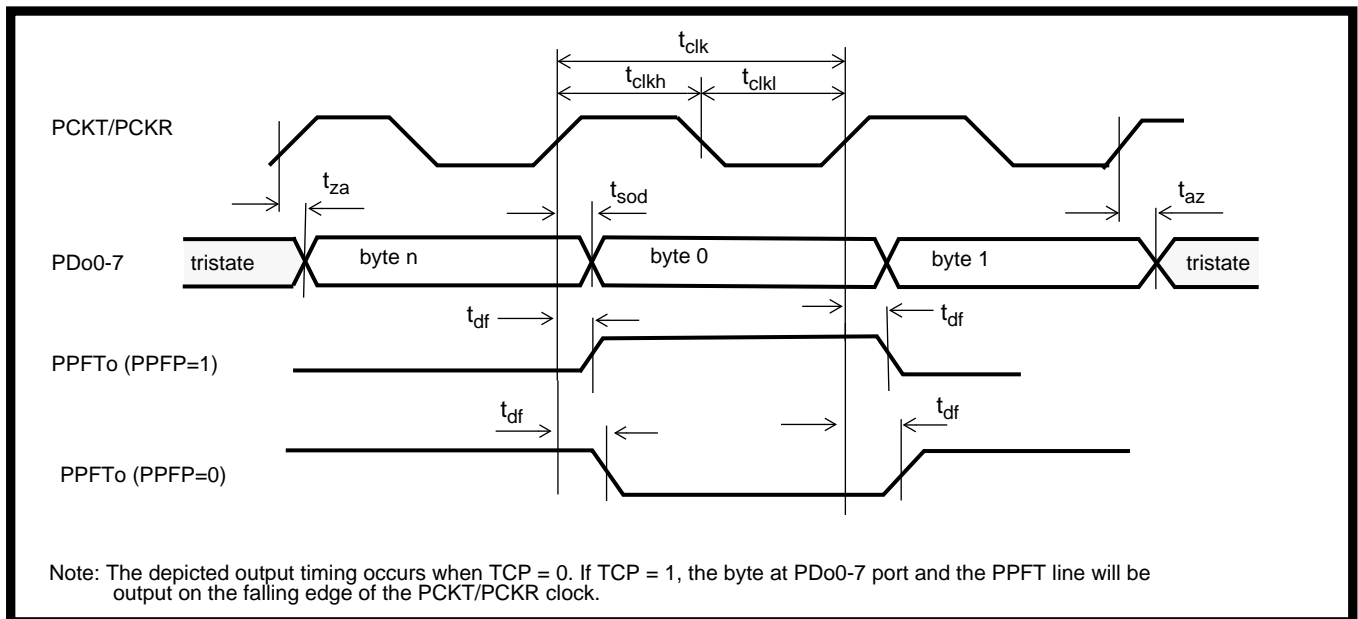 tclk
tclkh
tclkl
PCKT/PCKR
tza
tsod
taz
PDo0-7
tristate
byte n
byte 0
byte 1
tristate
tdf
tdf
PPFTo (PPFP=1)
tdf
tdf
PPFTo (PPFP=0)
Note: The depicted output timing occurs when TCP = 0. If TCP = 1, the byte at PDo0-7 port and the PPFT line will be
output on the falling edge of the PCKT/PCKR clock.